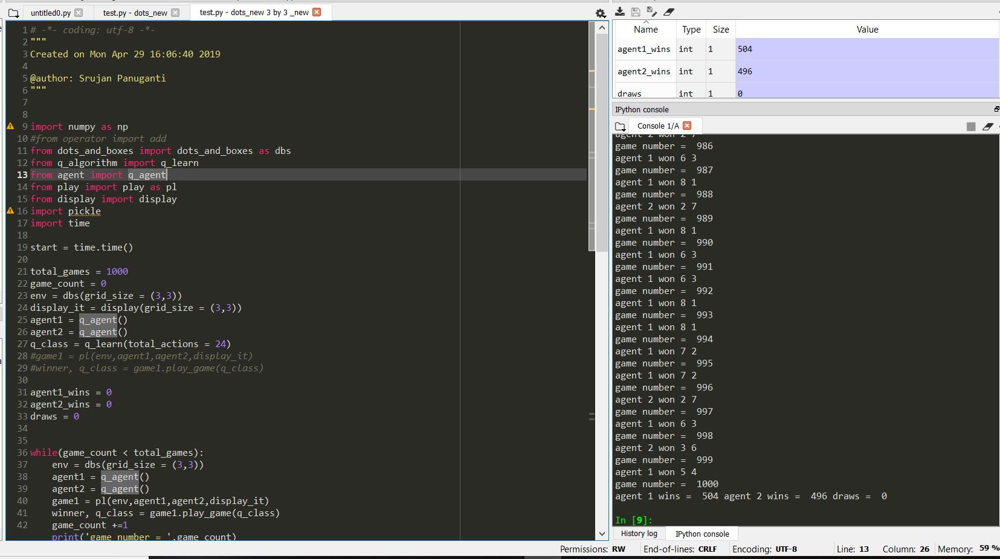 untitled0.py
test.py - dots_new
test.py - dots_new 3 by 3 _new
1 # -*- coding: utf-8 -*-
2 """
3 Created on Mon Apr 29 16:06:40 2019
4
5 @author: Srujan Panuganti
6 """
7
8
9 import numpy as np
10 #from operator import add
11 from dots_and_boxes import dots_and_boxes as dbs
12 from q_algorithm import q_learn
13 from agent import q_agent
14 from play import play as pl
15 from display import display
16 import pickle
17 import time
18
19 start = time.time()
20
21 total_games = 1000
22 game_count = 0
23 env = dbs(grid_size = (3,3))
24 display_it = display(grid_size = (3,3))
25 agent1 = q_agent()
26 agent2 = q_agent()
27 q_class = q_learn(total_actions = 24)
28 #game1 = pl(env,agent1,agent2,display_it)
29 #winner, q_class = game1.play_game(q_class)
30
31 agent1_wins = 0
32 agent2_wins = 0
33 draws = 0
34
35
36 while(game_count < total_games):
37     env = dbs(grid_size = (3,3))
38     agent1 = q_agent()
39     agent2 = q_agent()
40     game1 = pl(env,agent1,agent2,display_it)
41     winner, q_class = game1.play_game(q_class)
42     game_count +=1
print('game number = ',game_count)
Name Type Size Value
agent1_wins int 1 504
agent2_wins int 1 496
draws int 1 0
IPython console
Console 1/A
agent 2 won 2 7
game number =  986
agent 1 won 6 3
game number =  987
agent 1 won 8 1
game number =  988
agent 2 won 2 7
game number =  989
agent 1 won 8 1
game number =  990
agent 1 won 6 3
game number =  991
agent 1 won 6 3
game number =  992
agent 1 won 8 1
game number =  993
agent 1 won 8 1
game number =  994
agent 1 won 7 2
game number =  995
agent 1 won 7 2
game number =  996
agent 2 won 2 7
game number =  997
agent 1 won 6 3
game number =  998
agent 2 won 3 6
game number =  999
agent 1 won 5 4
game number =  1000
agent 1 wins =  504 agent 2 wins =  496 draws =  0
In [9]:
History log
IPython console
Permissions: RW End-of-lines: CRLF Encoding: UTF-8 Line: 13 Column: 26 Memory: 59 %